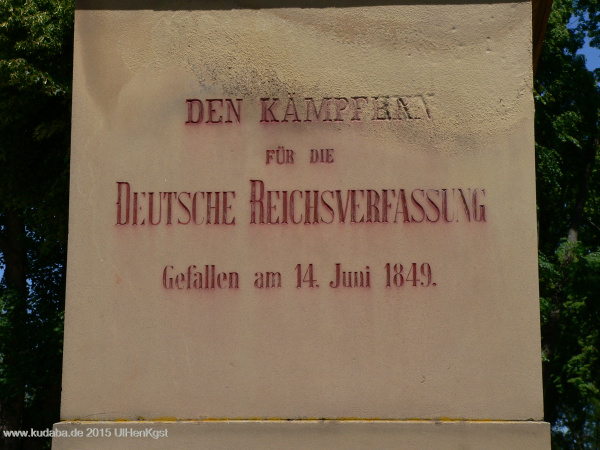 DEN KÄMPFERN
FÜR DIE
DEUTSCHE REICHSVERFASSUNG
Gefallen am 14. Juni 1849.
www.kudaba.de 2015 UlHenKgst